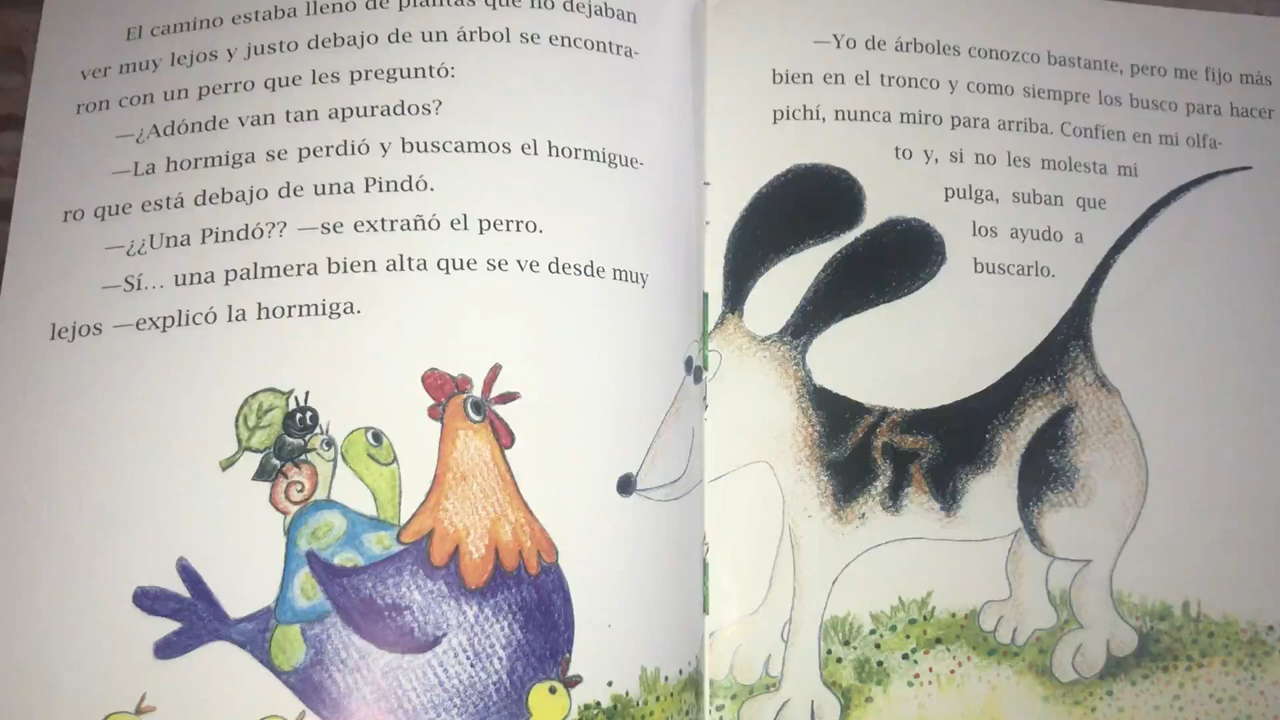 El camino estaba lleno de plantas que no dejaban
ver muy lejos y justo debajo de un árbol se encontra-
ron con un perro que les preguntó:
—¿Adónde van tan apurados?
—La hormiga se perdió y buscamos el hormigue-
ro que está debajo de una Pindó.
—¿¿Una Pindó?? —se extrañó el perro.
—Sí... una palmera bien alta que se ve desde muy
lejos —explicó la hormiga.
—Yo de árboles conozco bastante, pero me fijo más
bien en el tronco y como siempre los busco para hacer
pichí, nunca miro para arriba. Confíen en mi olfa-
to y, si no les molesta mi
pulga, suban que
los ayudo a
buscarlo.